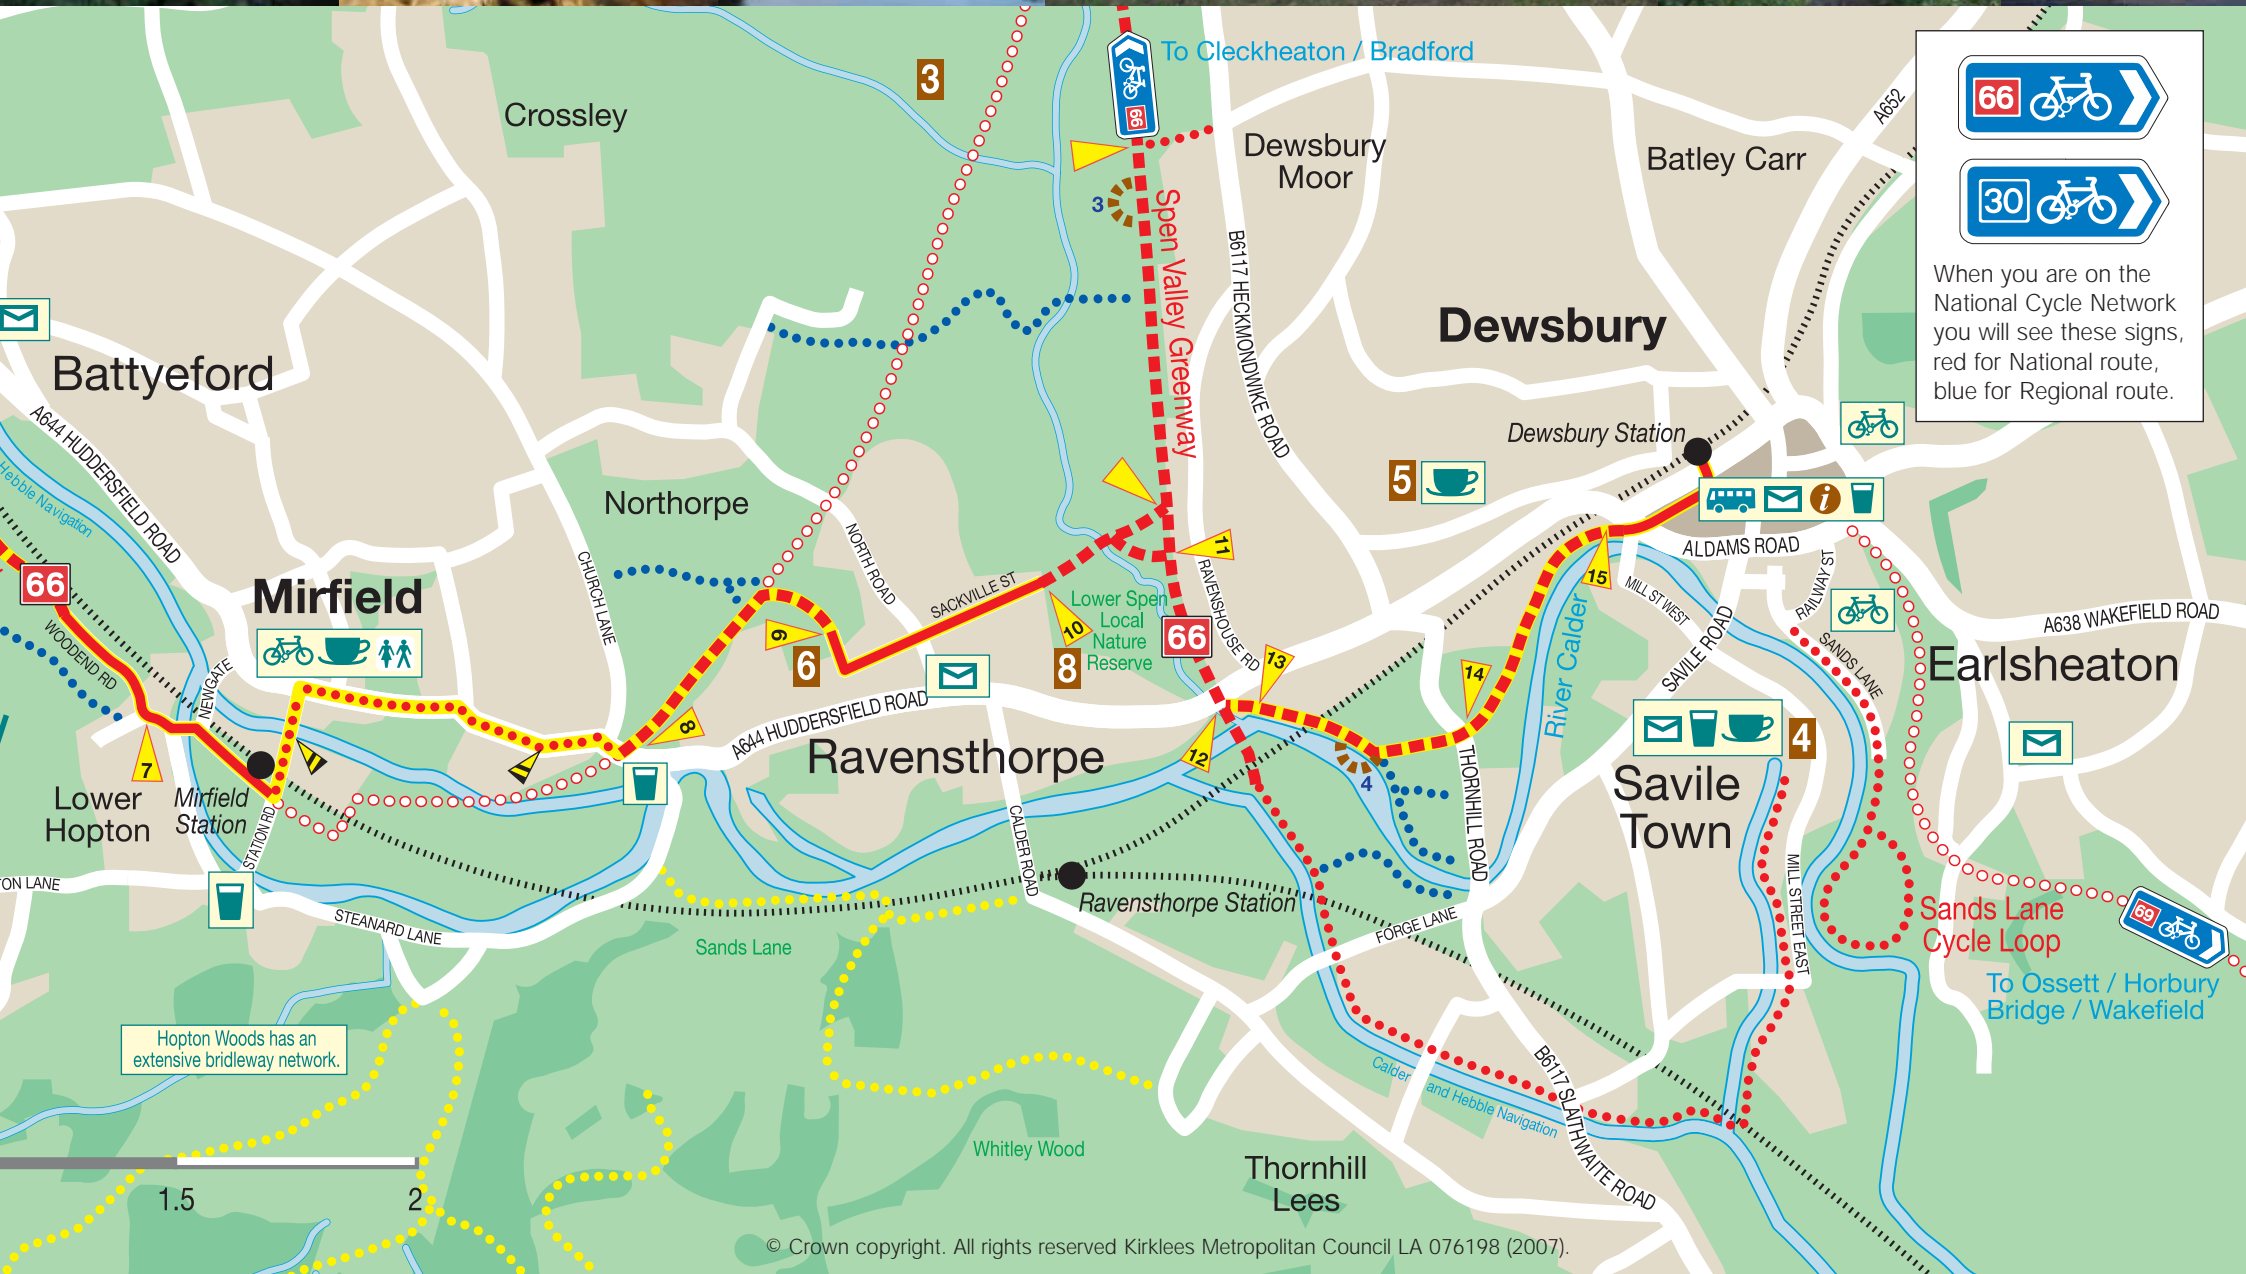 To Cleckheaton / Bradford
66
3
Crossley
Dewsbury
Moor
Batley Carr
A652
66
30
When you are on the
National Cycle Network
you will see these signs,
red for National route,
blue for Regional route.
3
Spen Valley Greenway
B6117 HECKMONDWIKE ROAD
Battyeford
Dewsbury
Dewsbury Station
5
i
A644 HUDDERSFIELD ROAD
Hebble Navigation
Northorpe
NORTH ROAD
CHURCH LANE
SACKVILLE ST
11
RAVENSHOUSE RD
ALDAMS ROAD
15
MILL ST WEST
RAILWAY ST
66
Mirfield
WOODEND RD
NEWGATE
9
6
10
8
Lower Spen
Local
Nature
Reserve
66
13
14
River Calder
SAVILE ROAD
SANDS LANE
A638 WAKEFIELD ROAD
Earlsheaton
7
8
A644 HUDDERSFIELD ROAD
Ravensthorpe
12
4
THORNHILL ROAD
4
Savile
Town
Lower
Hopton
Mirfield
Station
STATION RD
CALDER ROAD
Ravensthorpe Station
FORGE LANE
MILL STREET EAST
Sands Lane
Cycle Loop
69
To Ossett / Horbury
Bridge / Wakefield
TON LANE
STEANARD LANE
Sands Lane
Hopton Woods has an
extensive bridleway network.
Calder and Hebble Navigation
B6117 SLAITHWAITE ROAD
Whitley Wood
Thornhill
Lees
1.5
2
© Crown copyright. All rights reserved Kirklees Metropolitan Council LA 076198 (2007).